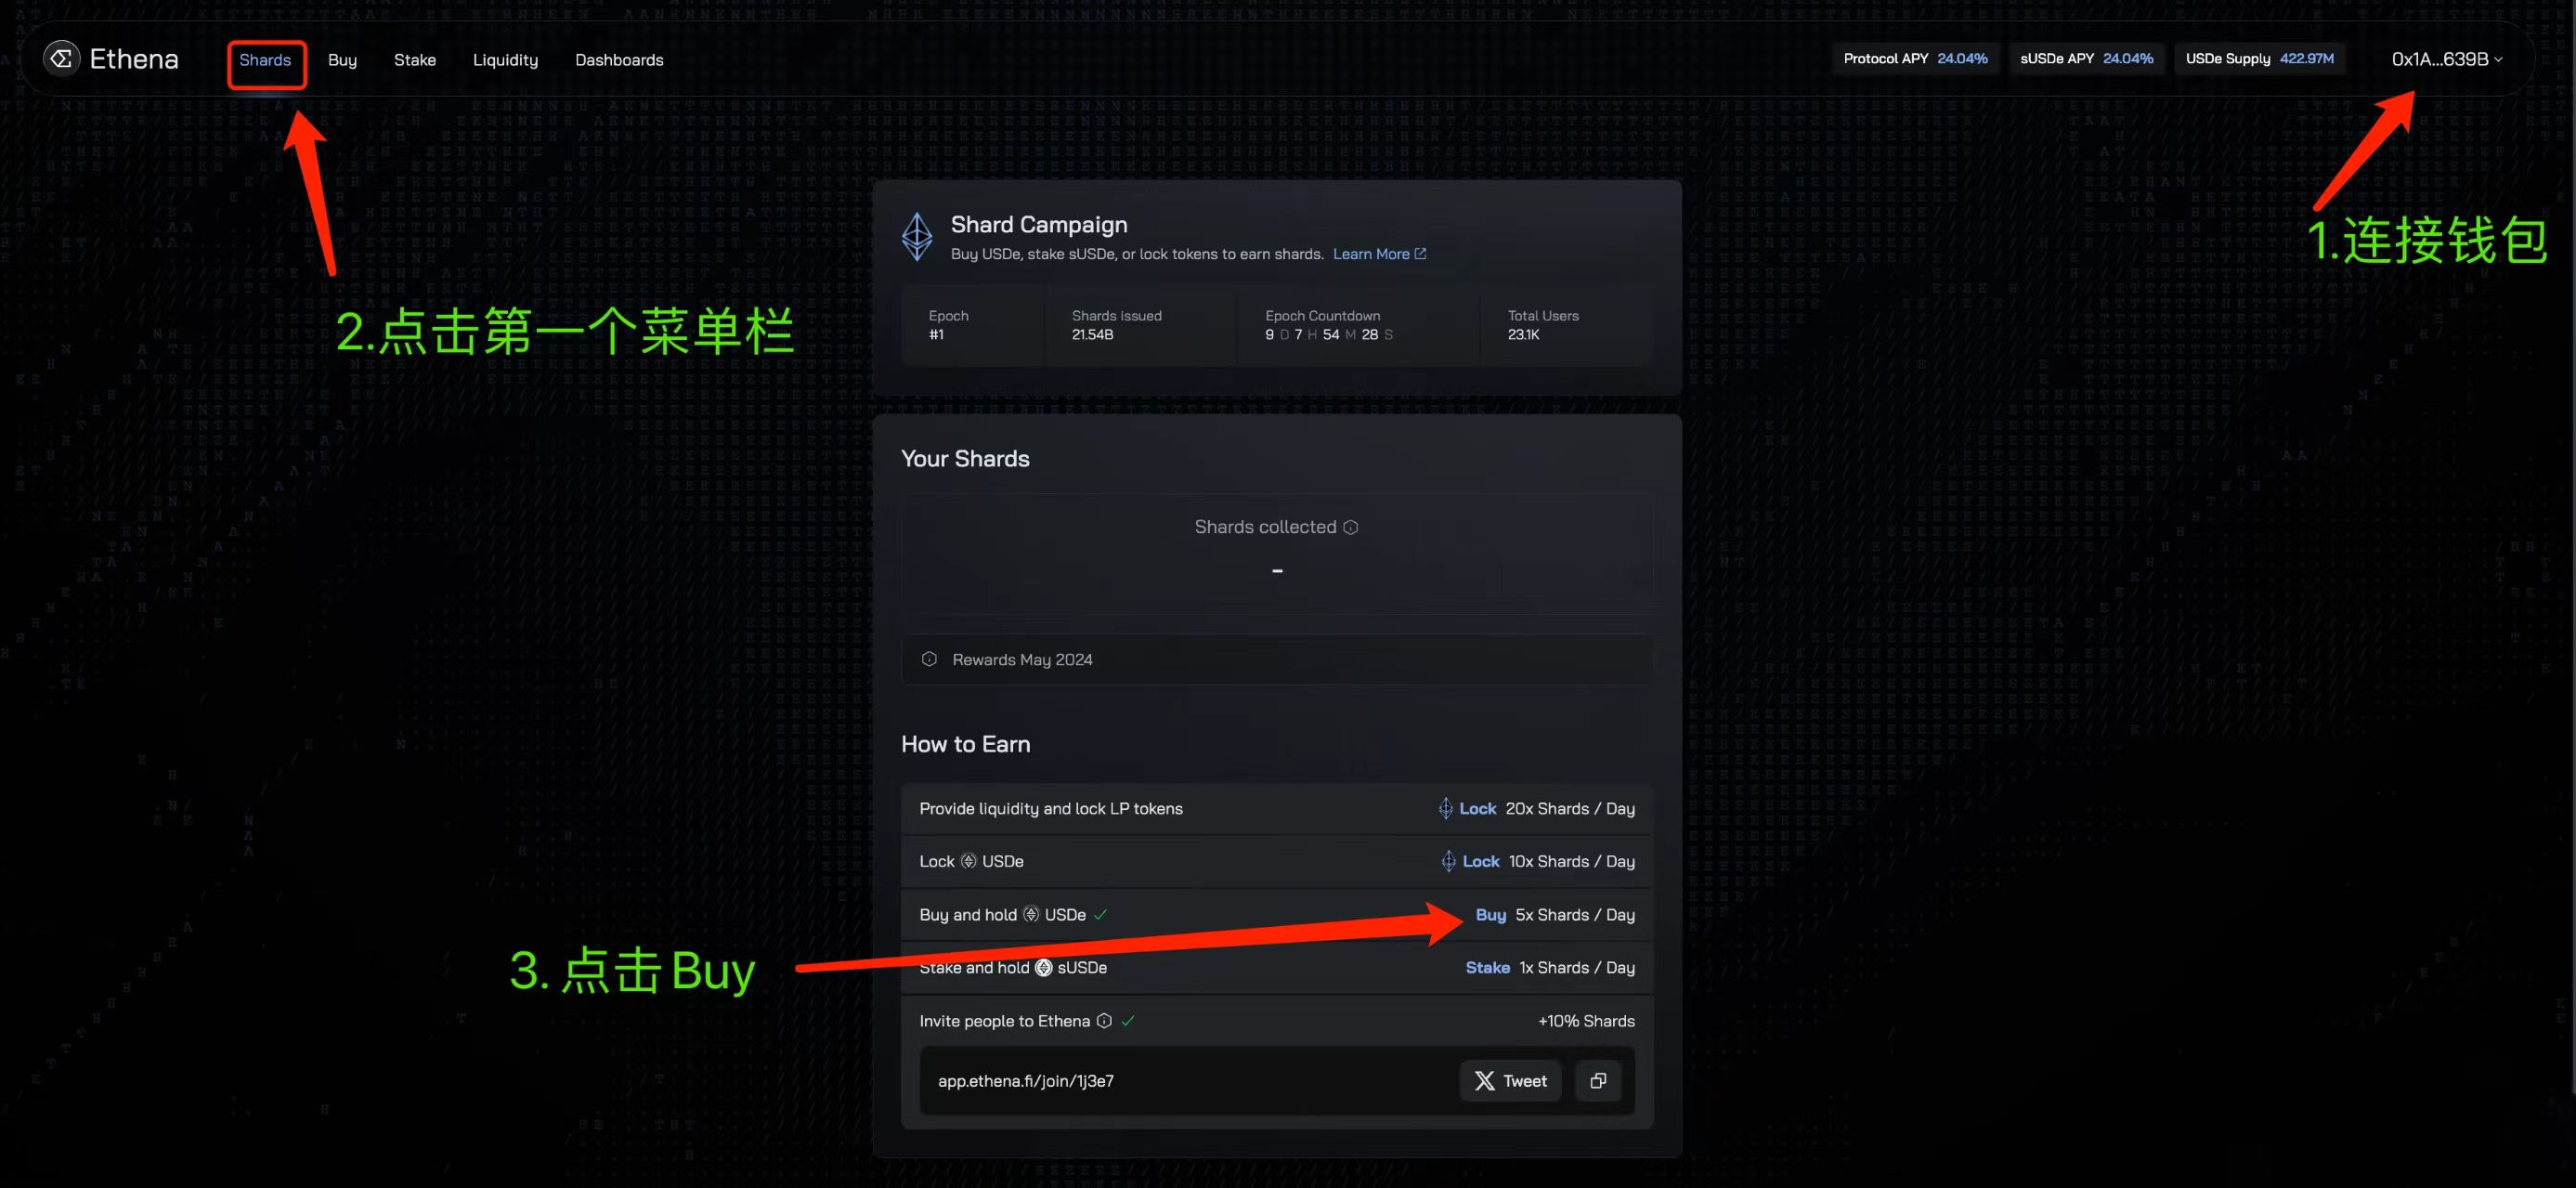 Ethena
Shards Buy Stake Liquidity Dashboards
Protocol APY 24.04% sUSDe APY 24.04% USDe Supply 422.97M
0x1A...639B
1.连接钱包
2.点击第一个菜单栏
Shard Campaign
Buy USDe, stake sUSDe, or lock tokens to earn shards. Learn More
Epoch Shards issued Epoch Countdown Total Users
#1 21.54B 9 D 7 H 54 M 28 S 23.1K
Your Shards
Shards collected
-
Rewards May 2024
How to Earn
Provide liquidity and lock LP tokens Lock 20x Shards / Day
Lock USDe Lock 10x Shards / Day
Buy and hold USDe Buy 5x Shards / Day
3. 点击Buy
Stake and hold sUSDe Stake 1x Shards / Day
Invite people to Ethena +10% Shards
app.ethena.fi/join/1j3e7 Tweet